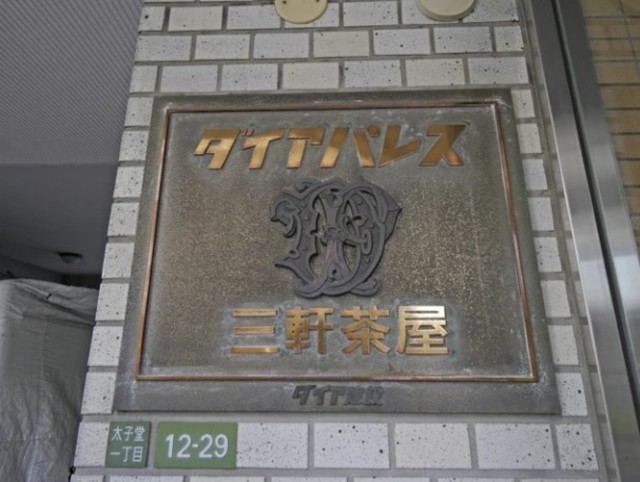 ダイアパレス
三軒茶屋
ダイア建設
太子堂
一丁目
12-29